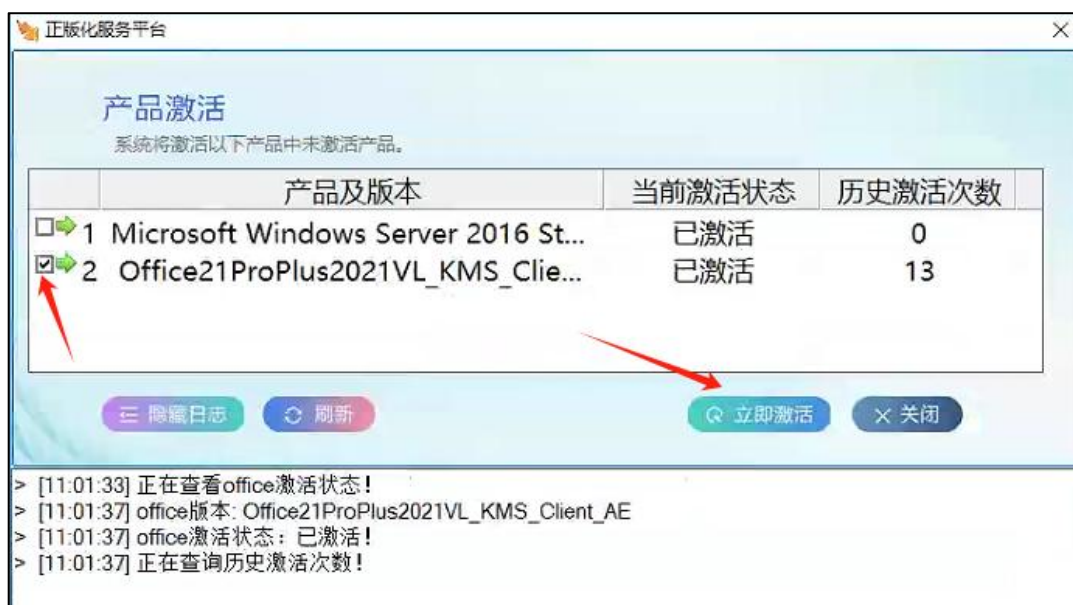 正版化服务平台
产品激活
系统将激活以下产品中未激活产品。
产品及版本 当前激活状态 历史激活次数
1 Microsoft Windows Server 2016 St... 已激活 0
2 Office21ProPlus2021VL_KMS_Clie... 已激活 13
隐藏日志 刷新 立即激活 关闭
> [11:01:33] 正在查看office激活状态!
> [11:01:37] office版本: Office21ProPlus2021VL_KMS_Client_AE
> [11:01:37] office激活状态：已激活!
> [11:01:37] 正在查询历史激活次数!